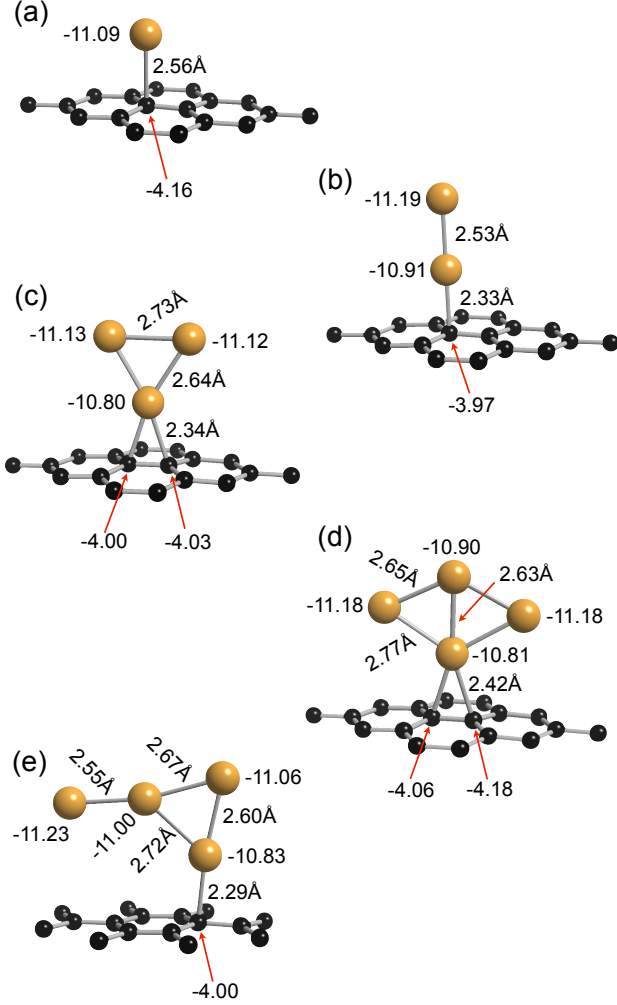 (a)
-11.09
2.56Å
-4.16
(b)
-11.19
2.53Å
-10.91
2.33Å
-3.97
(c)
2.73Å
-11.13
-11.12
2.64Å
-10.80
2.34Å
-4.00
-4.03
(d)
-10.90
2.65Å
2.63Å
-11.18
-11.18
2.77Å
-10.81
2.42Å
-4.06
-4.18
(e)
2.55Å
2.67Å
-11.06
-11.23
-11.00
2.60Å
2.72Å
-10.83
2.29Å
-4.00